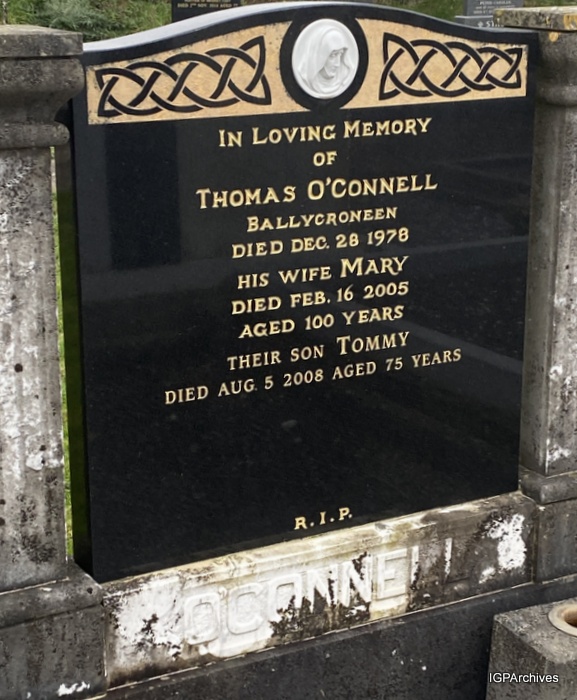 In Loving Memory
of
Thomas O'Connell
Ballycroneen
died Dec. 28 1978
his wife Mary
died Feb. 16 2005
aged 100 years
their son Tommy
died Aug. 5 2008 aged 75 years
R.I.P.
O'CONNELL
IGPArchives